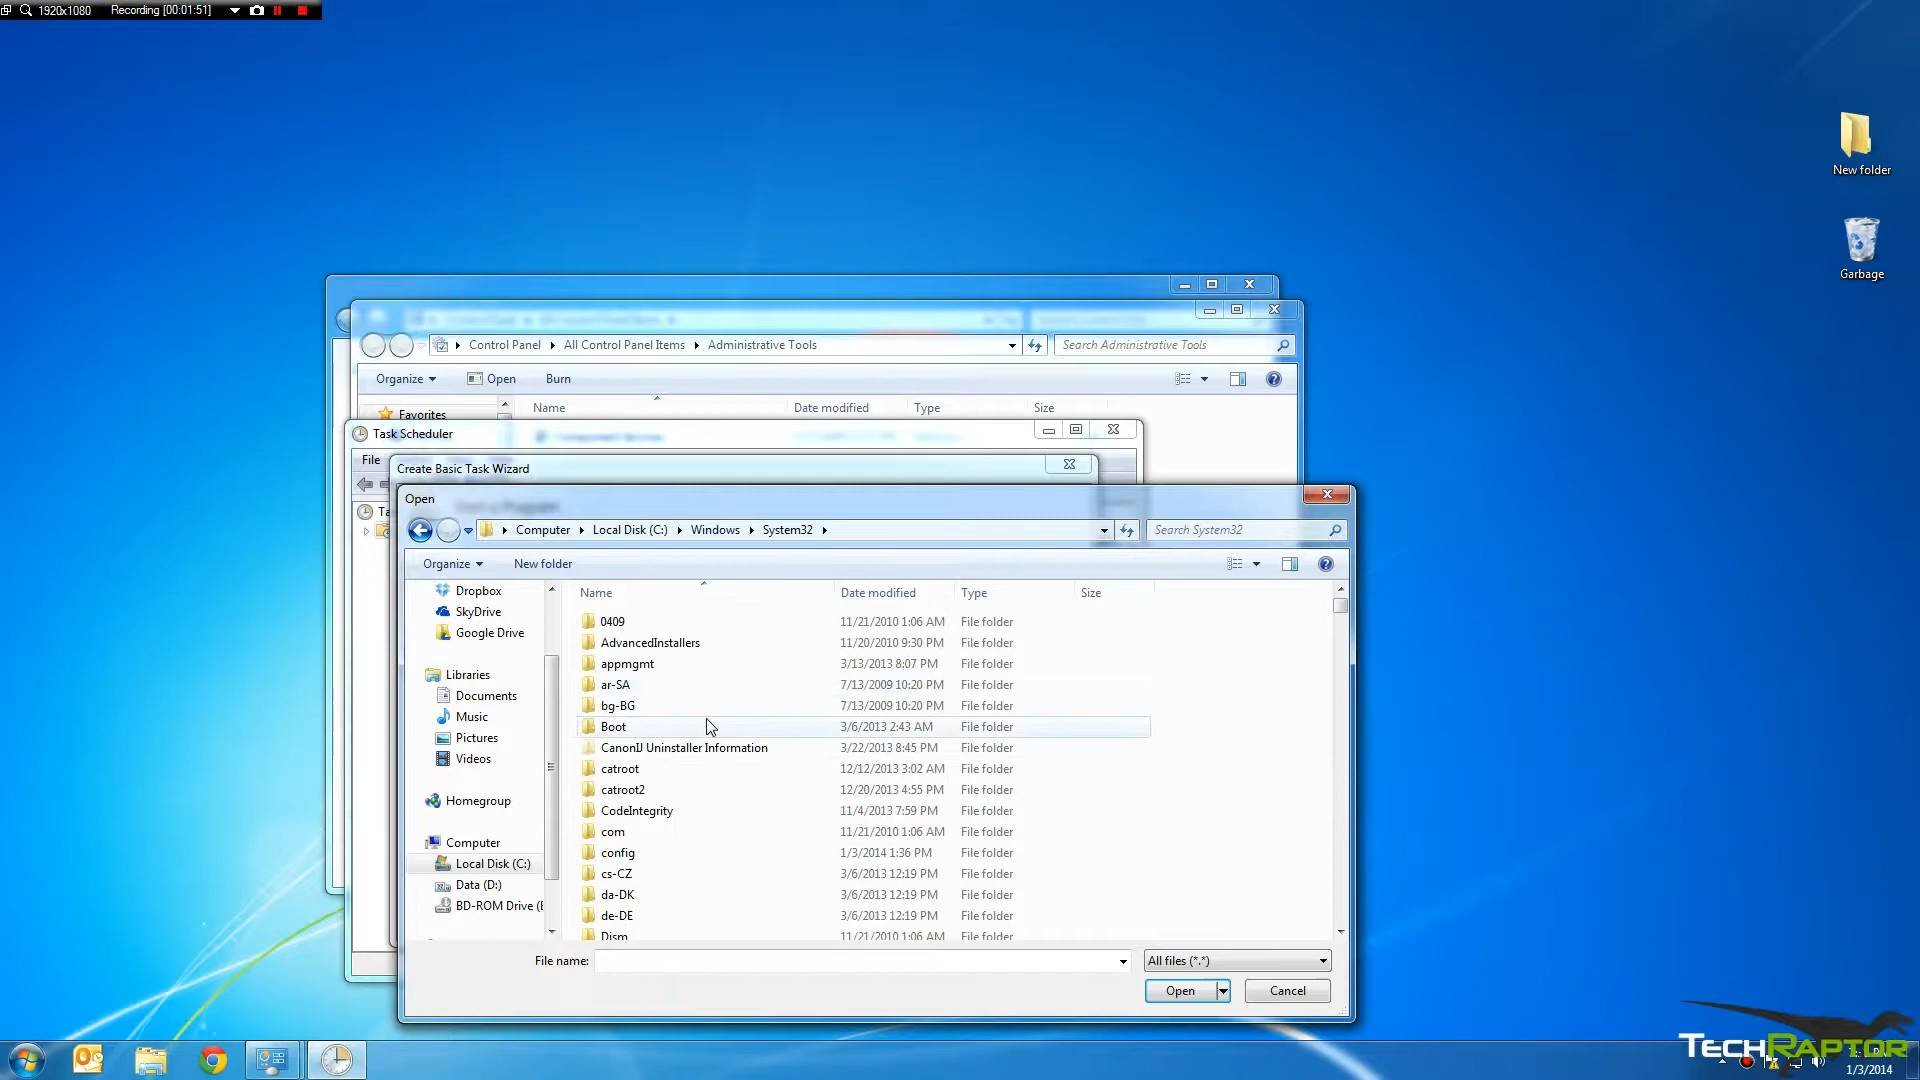 1920x1080 Recording [00:01:51]
New folder
Garbage
Control Panel All Control Panel Items Administrative Tools Search Administrative Tools
Organize Open Burn
Favorites Name Date modified Type Size
Task Scheduler
File
Create Basic Task Wizard
Open
Start a Program
Computer Local Disk (C:) Windows System32 Search System32
Organize New folder
Name Date modified Type Size
Dropbox
SkyDrive
Google Drive
Libraries
Documents
Music
Pictures
Videos
Homegroup
Computer
Local Disk (C:)
Data (D:)
BD-ROM Drive (E
0409 11/21/2010 1:06 AM File folder
AdvancedInstallers 11/20/2010 9:30 PM File folder
appmgmt 3/13/2013 8:07 PM File folder
ar-SA 7/13/2009 10:20 PM File folder
bg-BG 7/13/2009 10:20 PM File folder
Boot 3/6/2013 2:43 AM File folder
CanonIJ Uninstaller Information 3/22/2013 8:45 PM File folder
catroot 12/12/2013 3:02 AM File folder
catroot2 12/20/2013 4:55 PM File folder
CodeIntegrity 11/4/2013 7:59 PM File folder
com 11/21/2010 1:06 AM File folder
config 1/3/2014 1:36 PM File folder
cs-CZ 3/6/2013 12:19 PM File folder
da-DK 3/6/2013 12:19 PM File folder
de-DE 3/6/2013 12:19 PM File folder
Dism 11/21/2010 1:06 AM File folder
File name: All files (*.*)
Open Cancel
TECHRAPTOR
1/3/2014